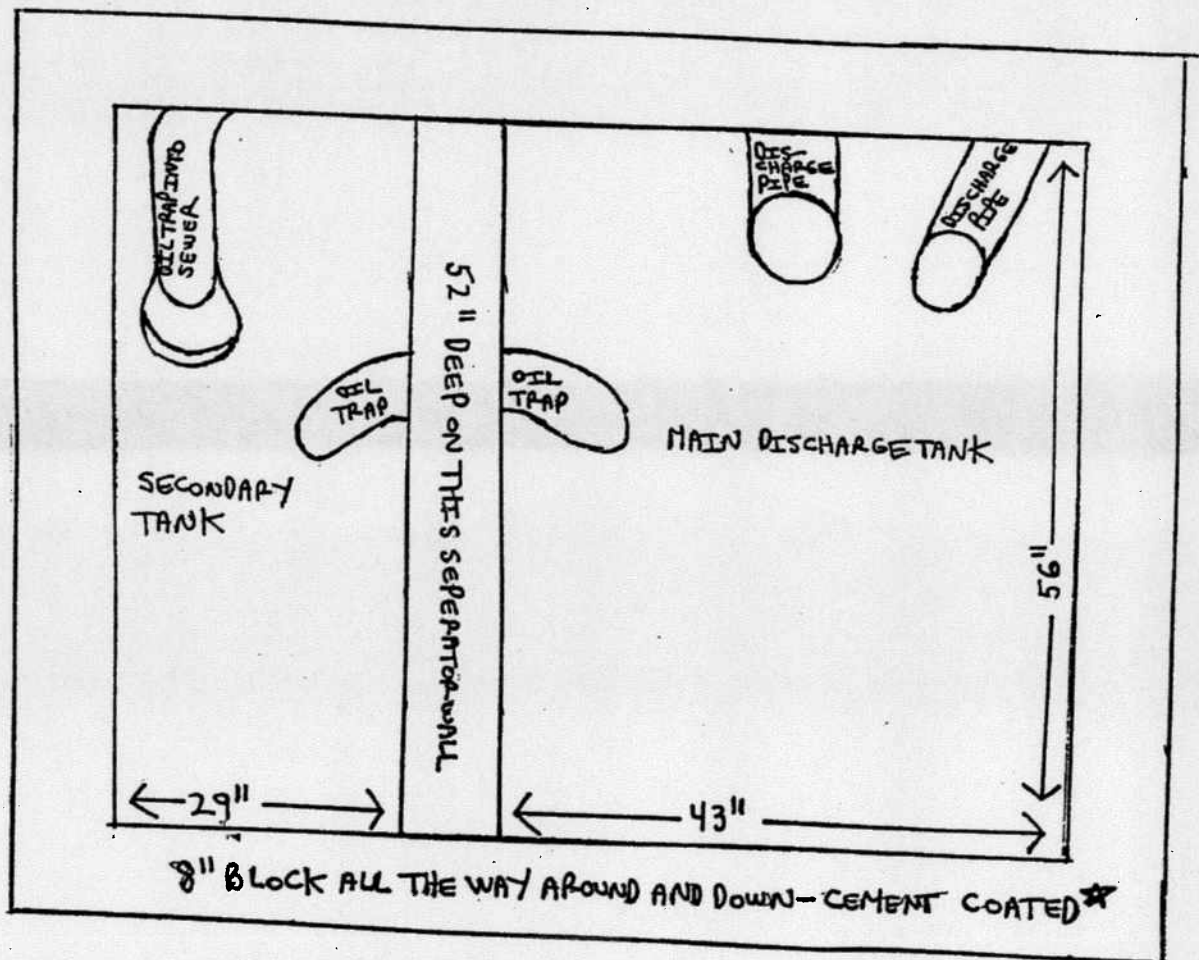 OIL TRAP INTO
SEWER
DIS
CHARGE
PIPE
DISCHARGE
PIPE
52" DEEP ON THIS SEPERATOR WALL
OIL
TRAP
OIL
TRAP
MAIN DISCHARGE TANK
SECONDARY
TANK
56"
29"
43"
8" BLOCK ALL THE WAY AROUND AND DOWN - CEMENT COATED